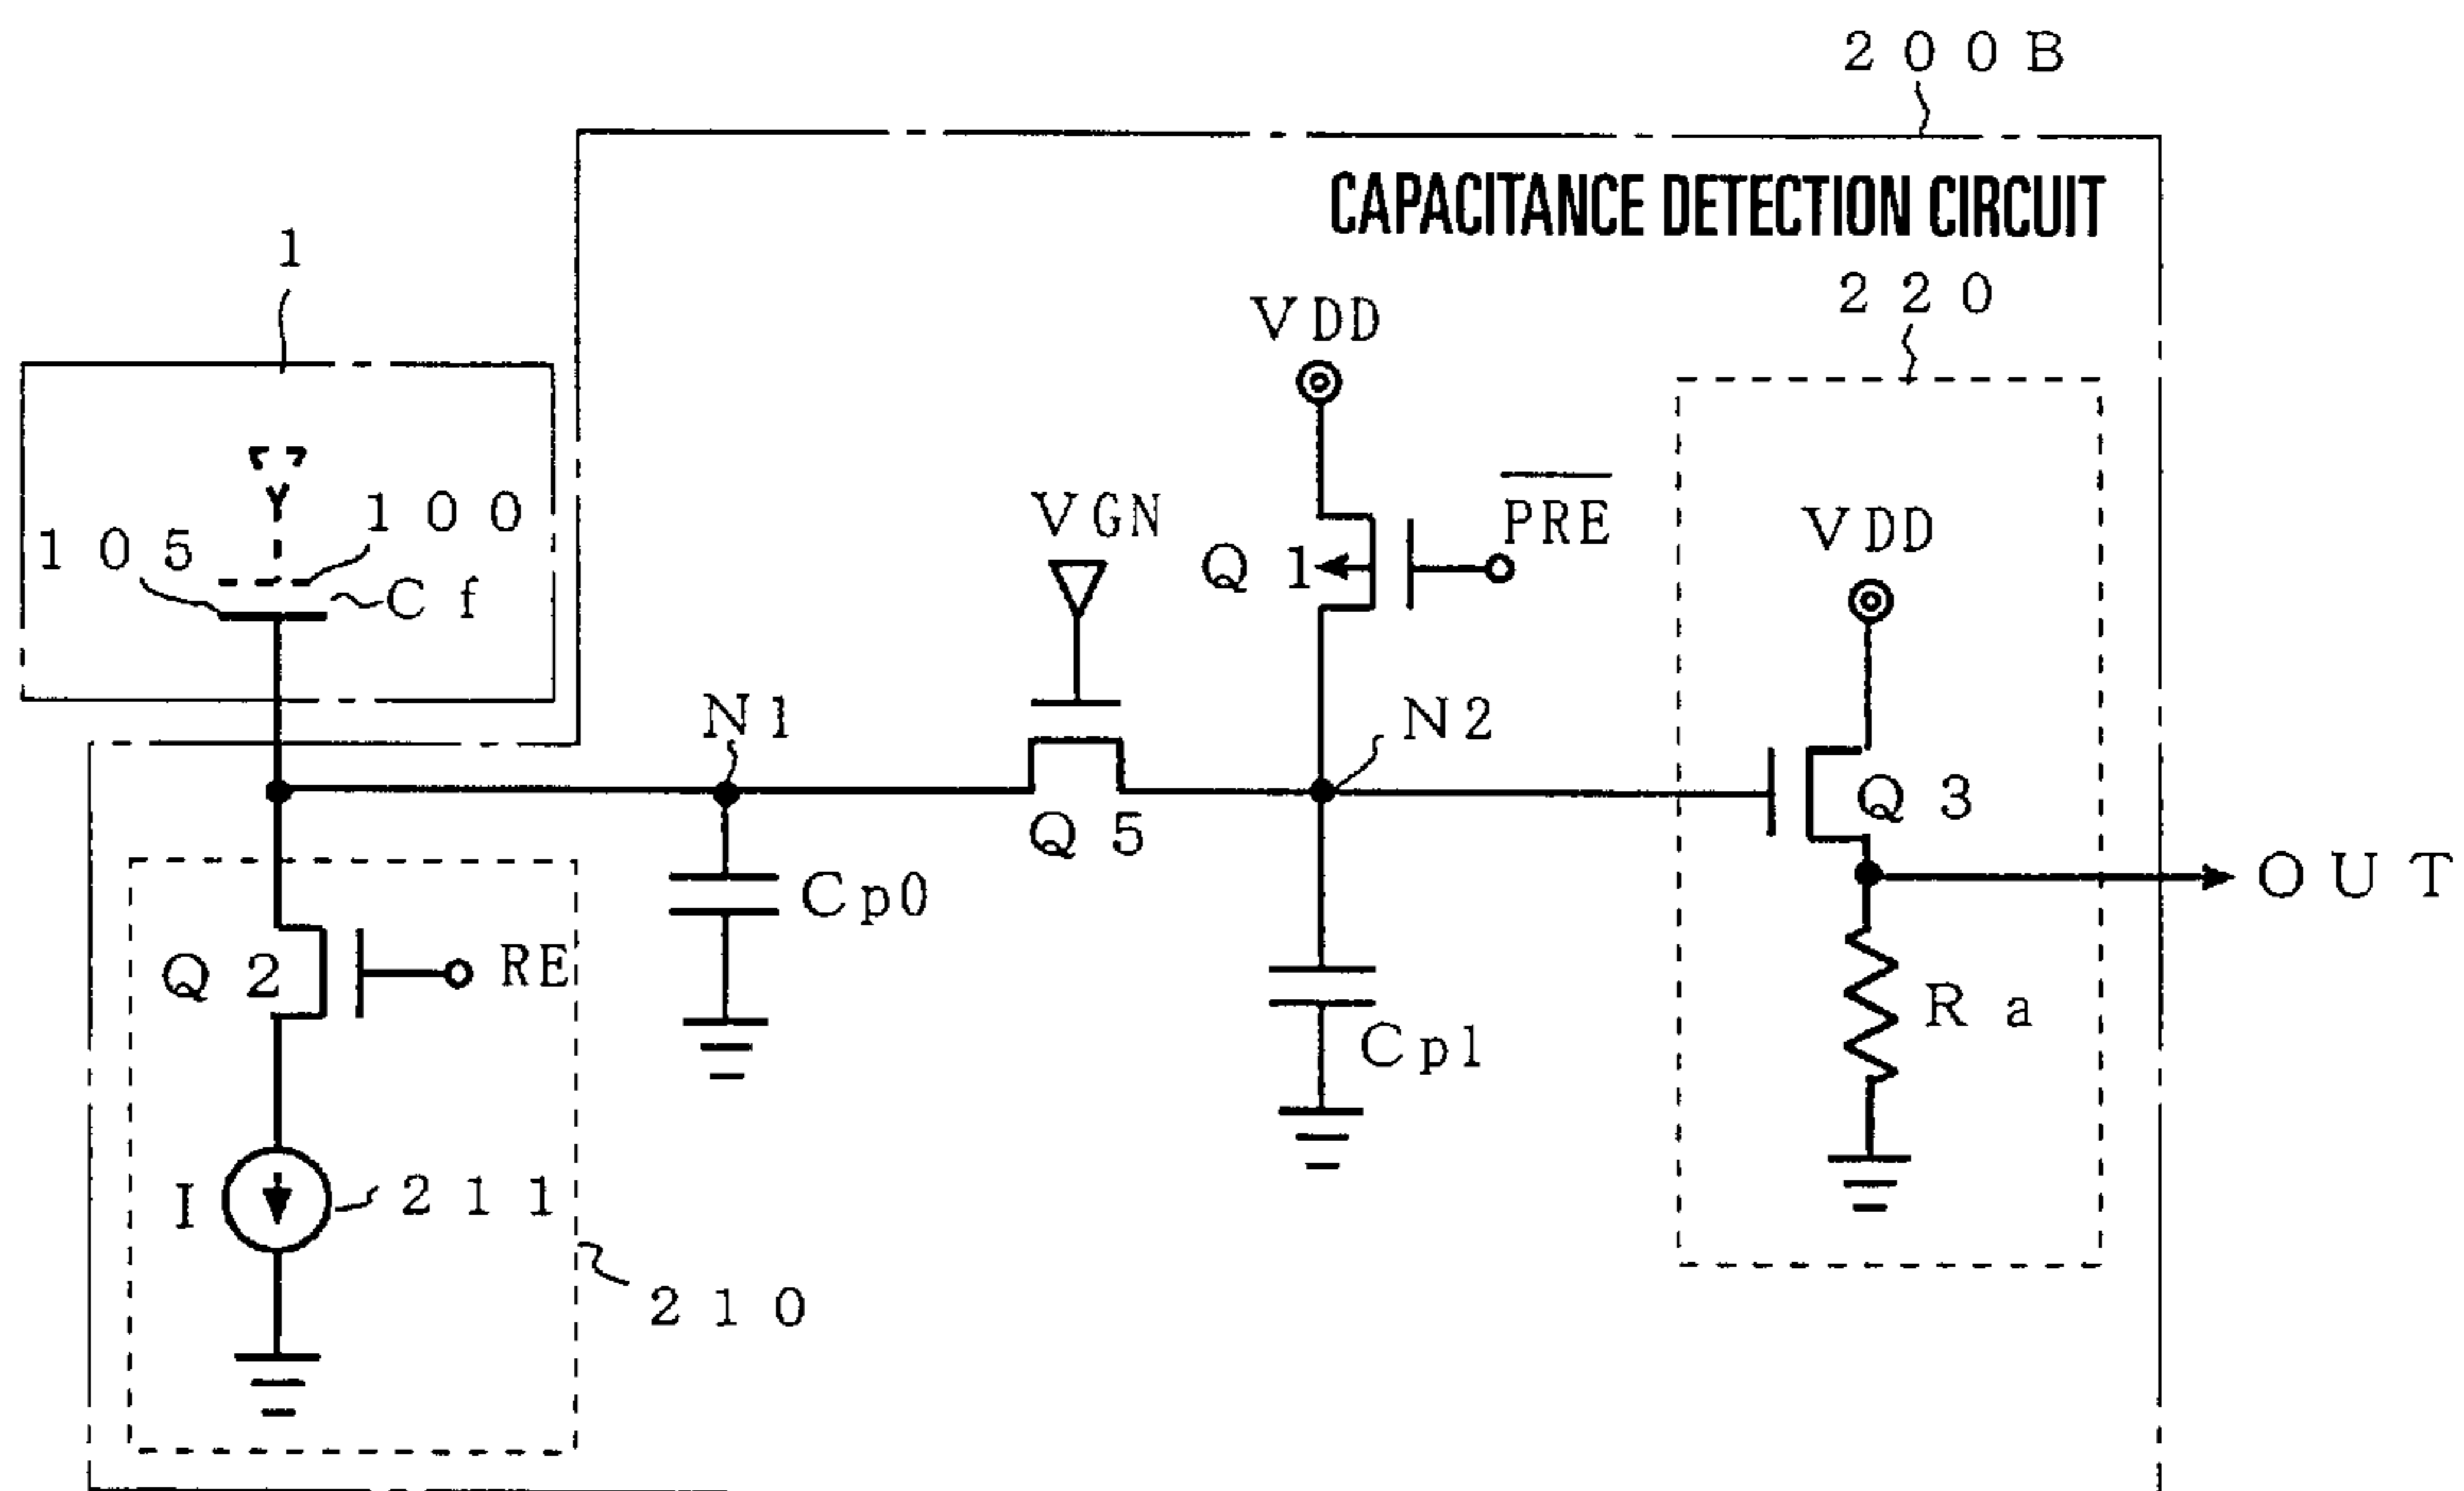 200B
CAPACITANCE DETECTION CIRCUIT
1
220
VDD
VGN
PRE
Q1
VDD
100
105
Cf
N1
N2
Q3
Q5
OUT
Cp0
Q2
RE
Ra
Cp1
I
211
210